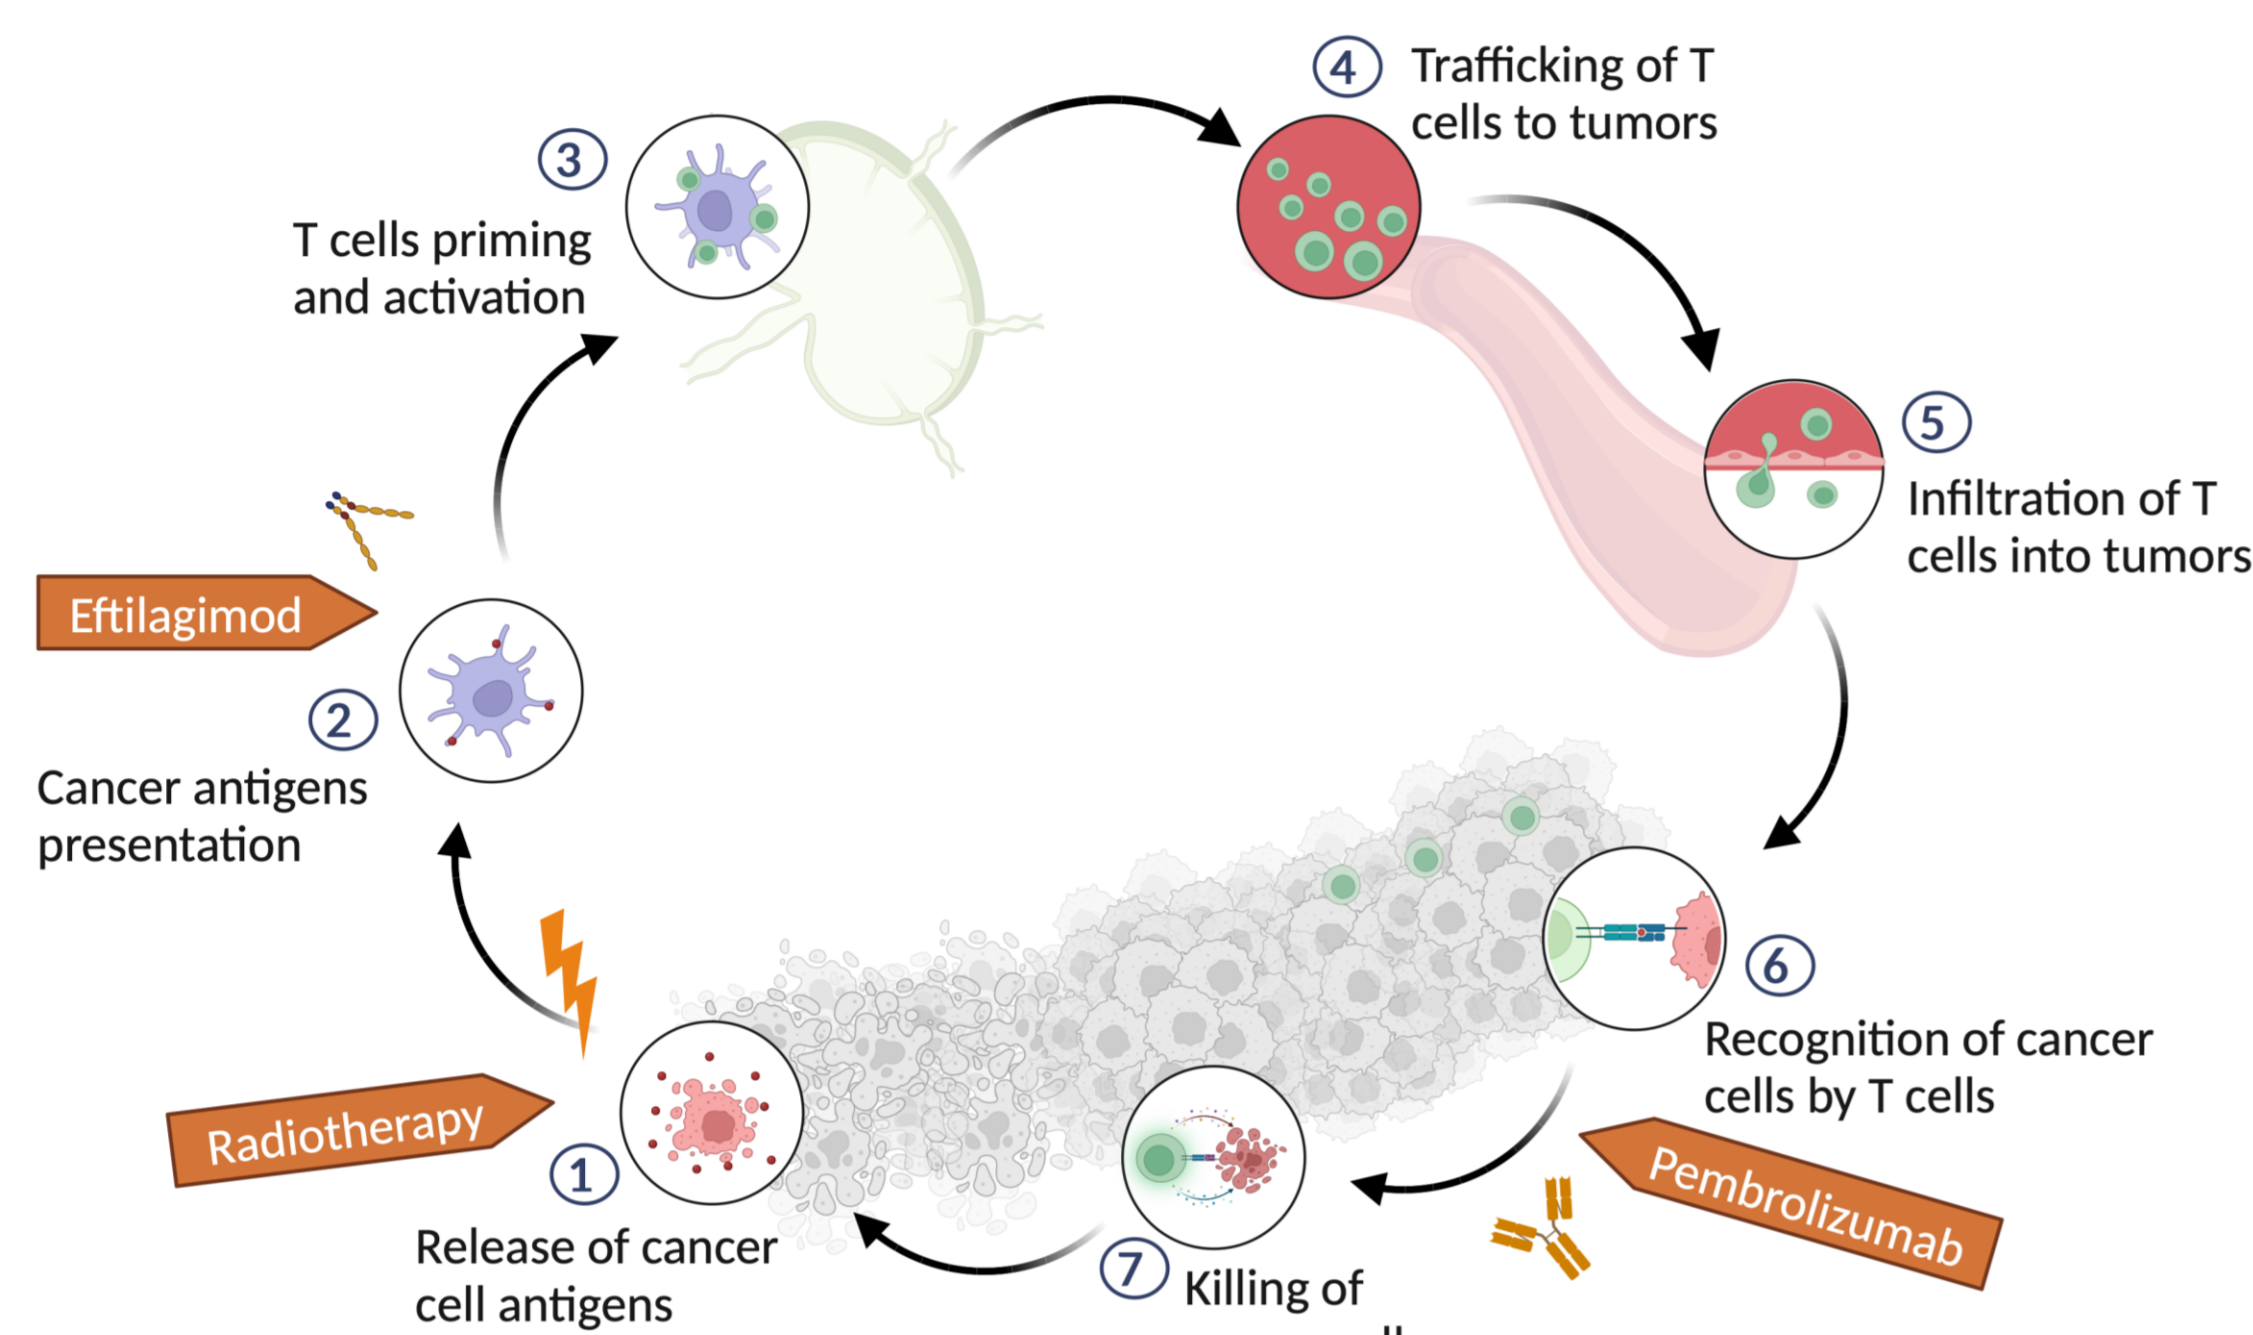 4
Trafficking of T
cells to tumors
3
T cells priming
and activation
5
Infiltration of T
cells into tumors
Eftilagimod
2
Cancer antigens
presentation
6
Recognition of cancer
cells by T cells
Radiotherapy
1
Release of cancer
cell antigens
Pembrolizumab
7
Killing of